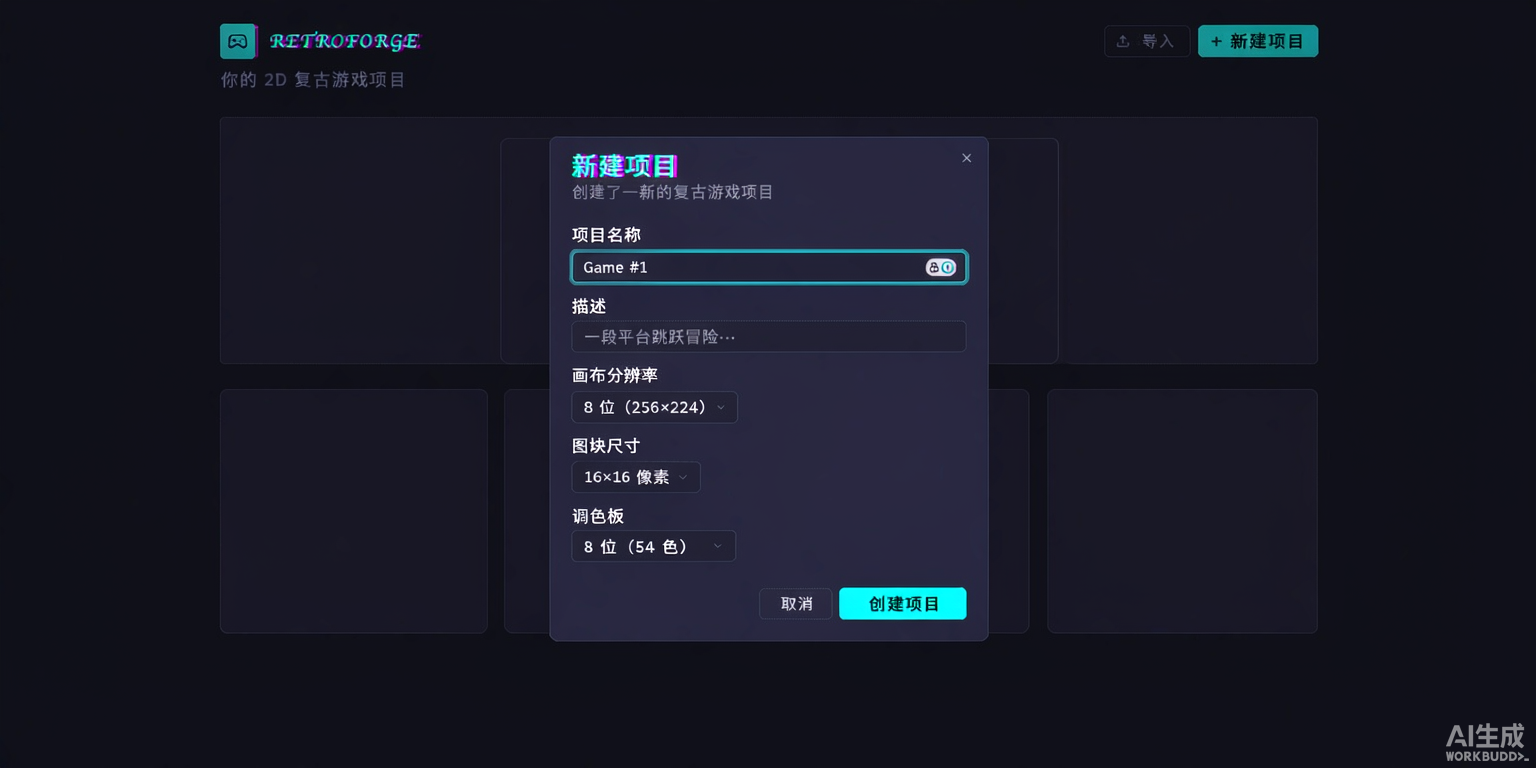 RETROFORGE
导入
+ 新建项目
你的 2D 复古游戏项目
新建项目
创建了一新的复古游戏项目
项目名称
Game #1
描述
一段平台跳跃冒险···
画布分辨率
8 位（256×224）
图块尺寸
16×16 像素
调色板
8 位（54 色）
取消
创建项目
AI生成
WORKBUDD>_